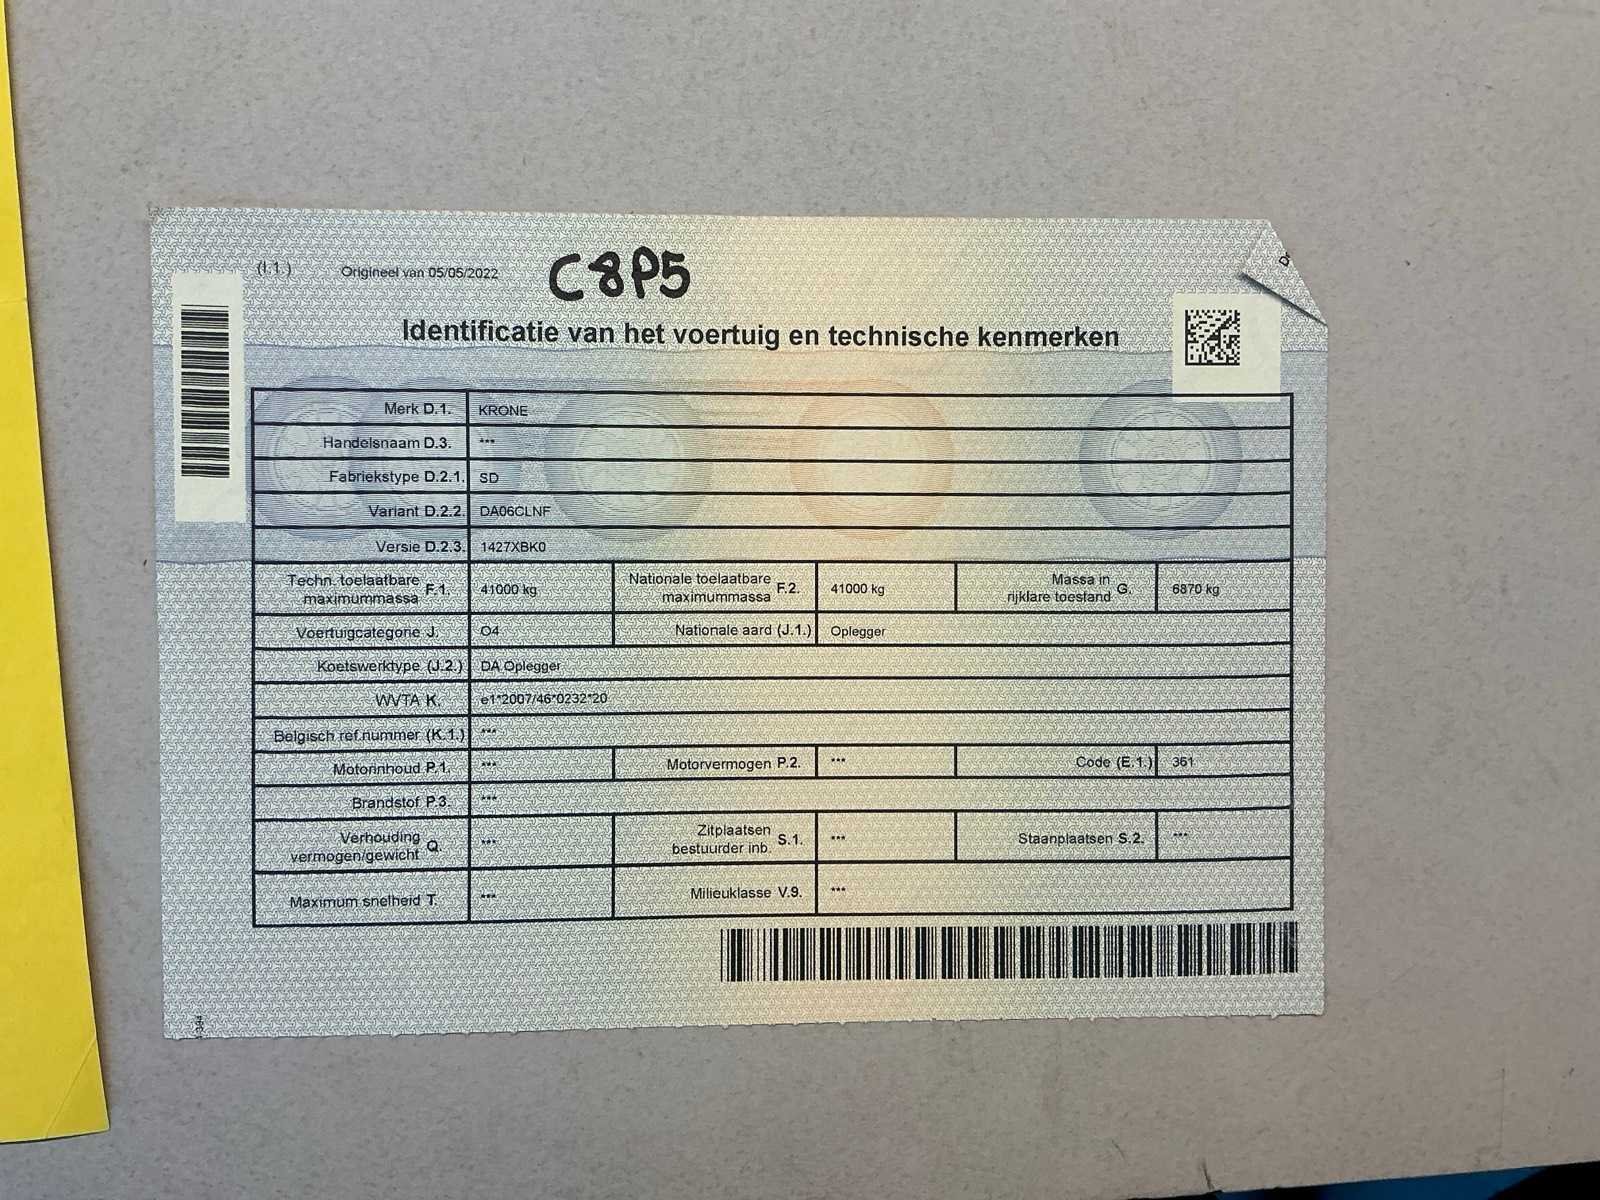 (I.1.) Origineel van 05/05/2022 C8P5
Identificatie van het voertuig en technische kenmerken
Merk D.1. KRONE
Handelsnaam D.3. ***
Fabriekstype D.2.1. SD
Variant D.2.2. DA06CLNF
Versie D.2.3. 1427XBK0
Techn. toelaatbare maximummassa F.1. 41000 kg Nationale toelaatbare maximummassa F.2. 41000 kg Massa in rijklare toestand G. 6870 kg
Voertuigcategorie J. O4 Nationale aard (J.1.) Oplegger
Koetswerktype (J.2.) DA Oplegger
WVTA K. e1*2007/46*0232*20
Belgisch ref.nummer (K.1.) ***
Motorinhoud P.1. *** Motorvermogen P.2. *** Code (E.1.) 361
Brandstof P.3. ***
Verhouding vermogen/gewicht Q. *** Zitplaatsen bestuurder inb. S.1. *** Staanplaatsen S.2. ***
Maximum snelheid T. *** Milieuklasse V.9. ***